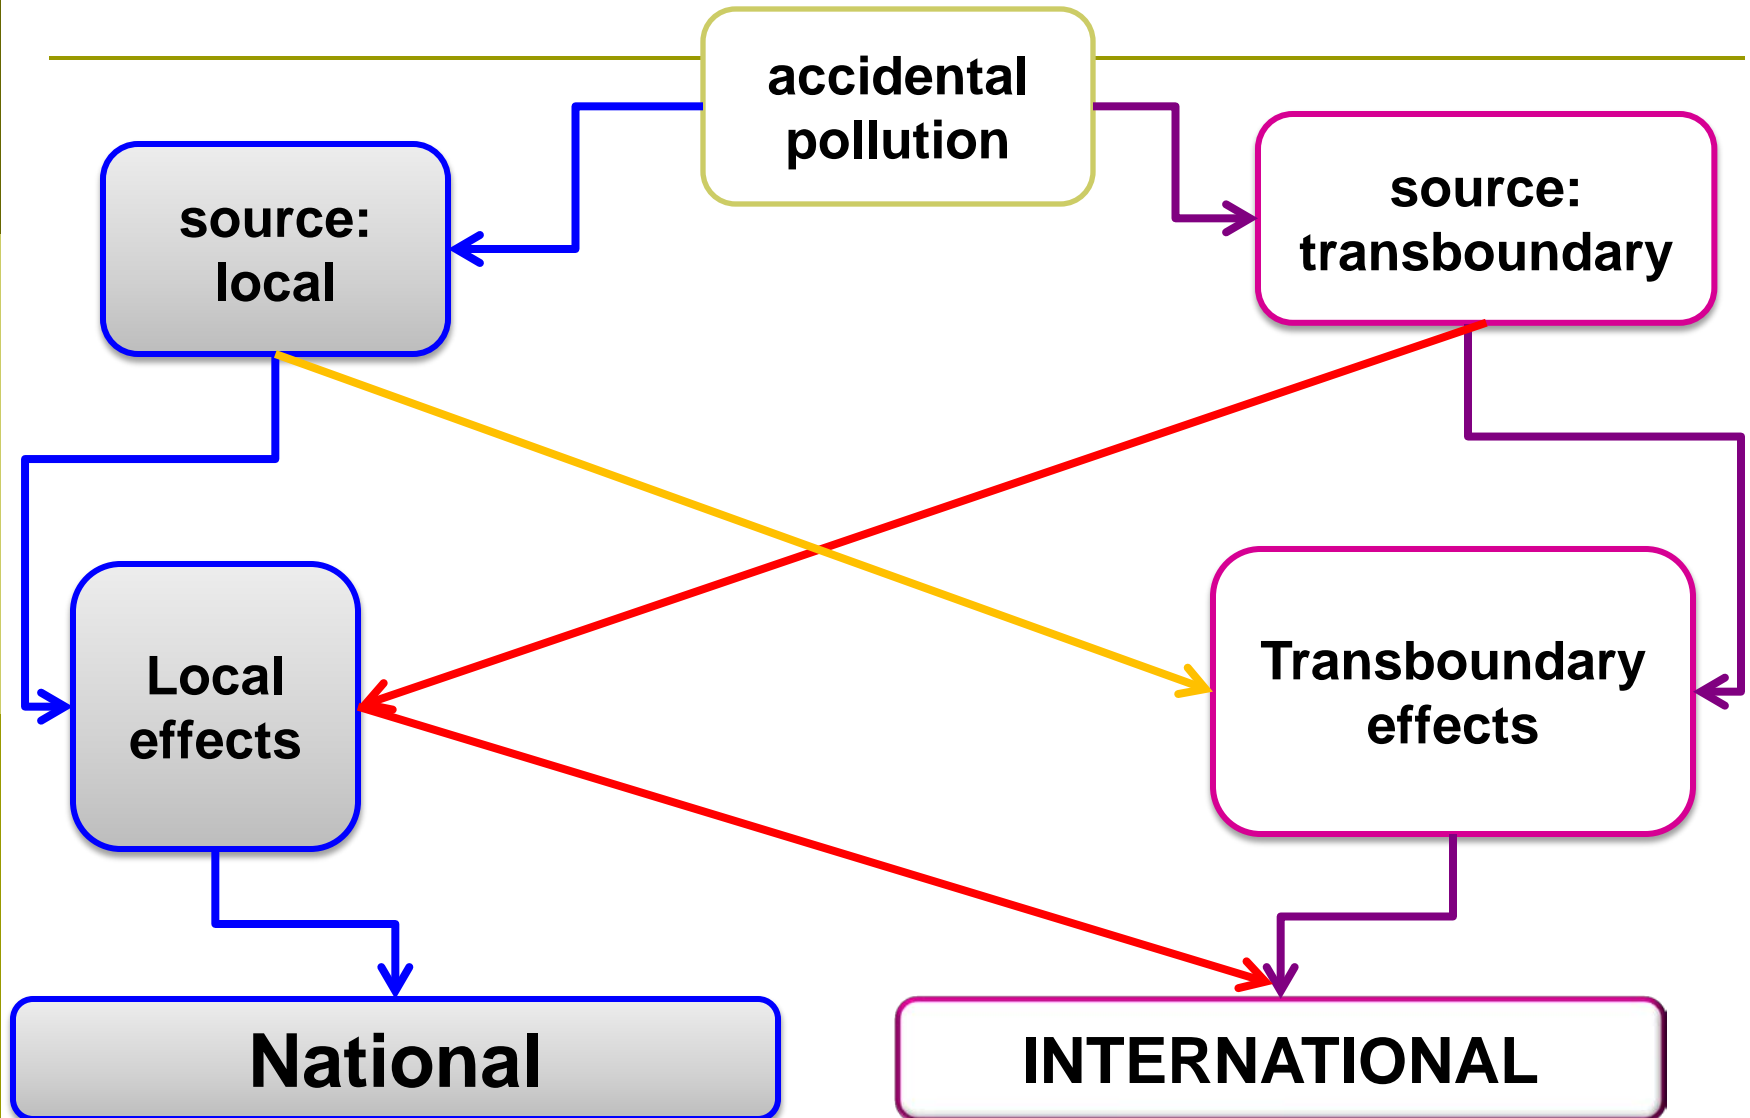 accidental
pollution
source:
local
source:
transboundary
Local
effects
Transboundary
effects
National
INTERNATIONAL